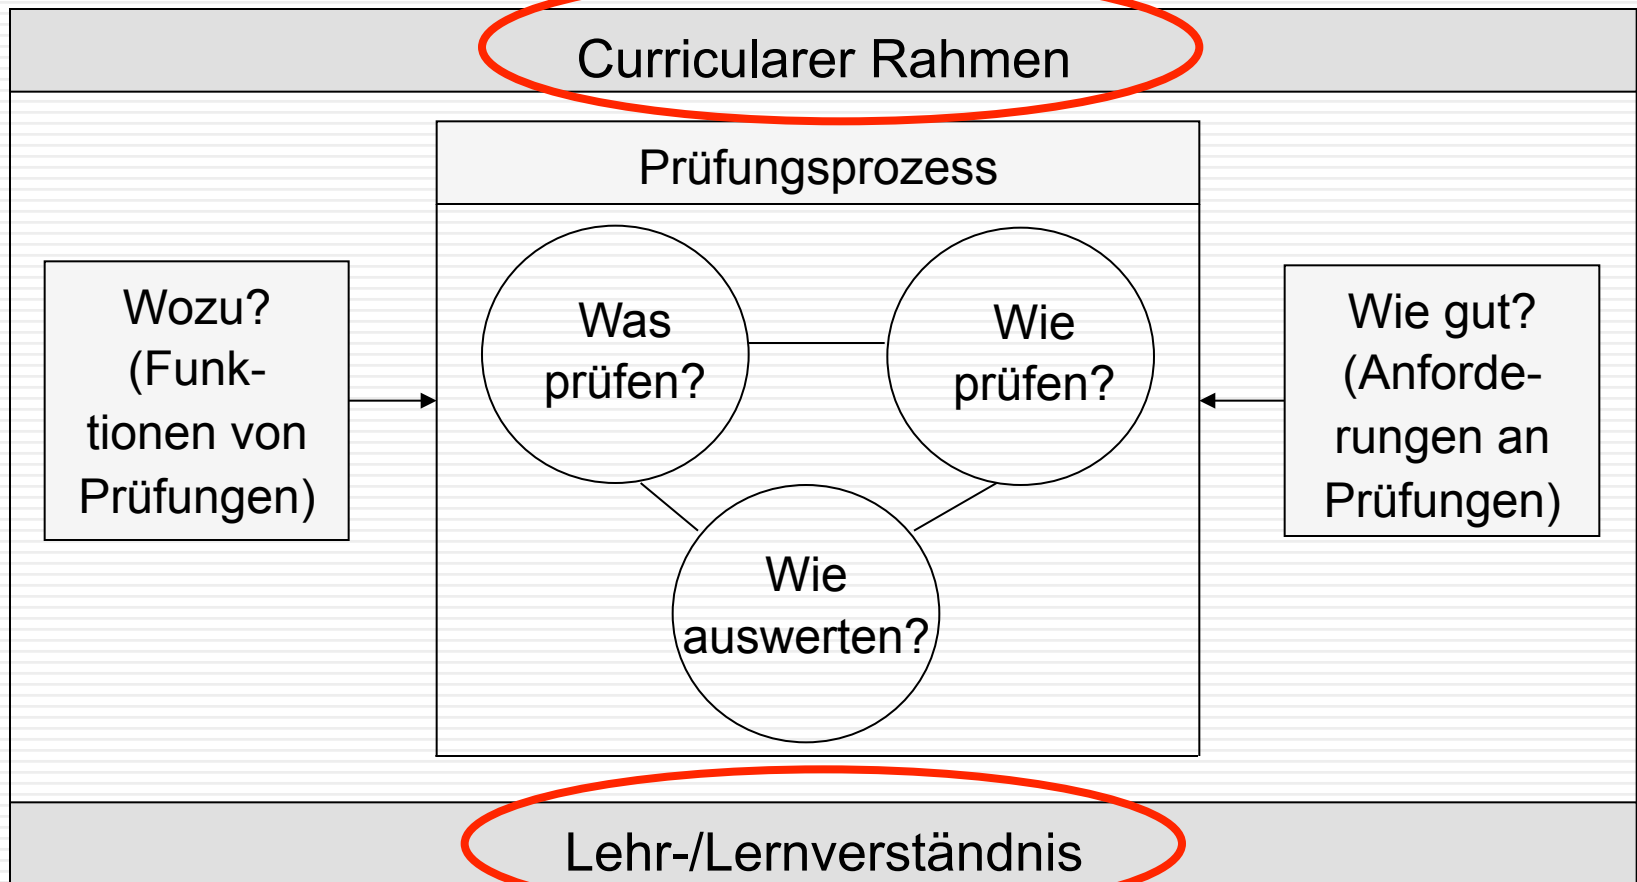 Curricularer Rahmen
Prüfungsprozess
Wozu?
(Funk-
tionen von
Prüfungen)
Was
prüfen?
Wie
prüfen?
Wie
auswerten?
Wie gut?
(Anforde-
rungen an
Prüfungen)
Lehr-/Lernverständnis